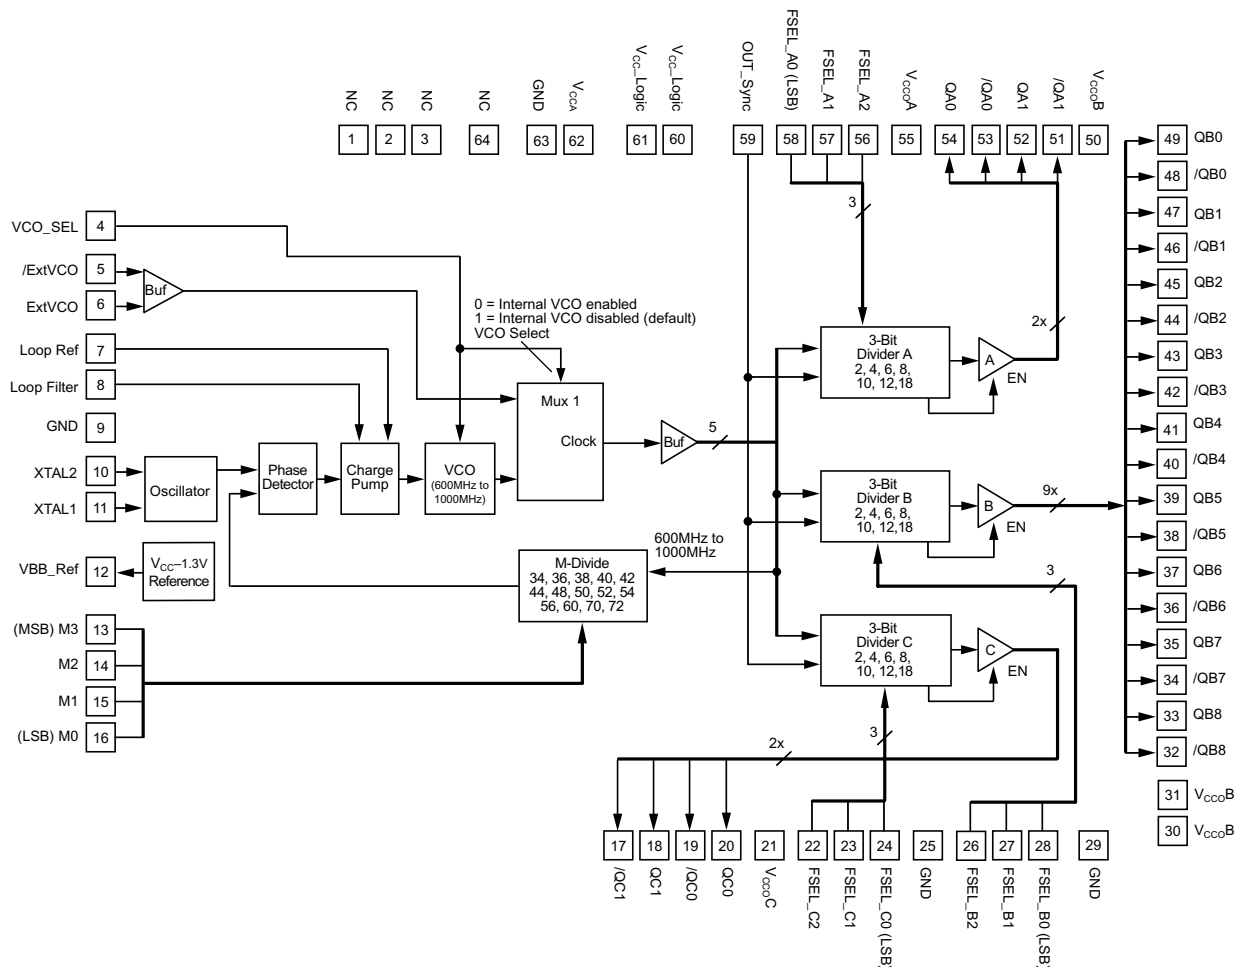 NC
NC
NC
NC
GND
VCCA
VCC_Logic
VCC_Logic
OUT_Sync
FSEL_A0 (LSB)
FSEL_A1
FSEL_A2
VCCOA
QA0
/QA0
QA1
/QA1
VCCOB
1
2
3
64
63
62
61
60
59
58
57
56
55
54
53
52
51
50
49 QB0
48 /QB0
47 QB1
46 /QB1
45 QB2
44 /QB2
43 QB3
42 /QB3
41 QB4
40 /QB4
39 QB5
38 /QB5
37 QB6
36 /QB6
35 QB7
34 /QB7
33 QB8
32 /QB8
31 VCCOB
30 VCCOB
VCO_SEL 4
/ExtVCO 5
ExtVCO 6
Buf
Loop Ref 7
Loop Filter 8
GND 9
XTAL2 10
XTAL1 11
VBB_Ref 12
(MSB) M3 13
M2 14
M1 15
(LSB) M0 16
Oscillator
VCC–1.3V
Reference
Phase
Detector
Charge
Pump
VCO
(600MHz to
1000MHz)
0 = Internal VCO enabled
1 = Internal VCO disabled (default)
VCO Select
Mux 1
Clock
Buf
5
M-Divide
34, 36, 38, 40, 42
44, 48, 50, 52, 54
56, 60, 70, 72
600MHz to
1000MHz
3
3-Bit
Divider A
2, 4, 6, 8,
10, 12,18
A
EN
2x
3-Bit
Divider B
2, 4, 6, 8,
10, 12,18
B
EN
9x
3
3-Bit
Divider C
2, 4, 6, 8,
10, 12,18
C
EN
3
2x
17
18
19
20
21
22
23
24
25
26
27
28
29
/QC1
QC1
/QC0
QC0
VCCOC
FSEL_C2
FSEL_C1
FSEL_C0 (LSB)
GND
FSEL_B2
FSEL_B1
FSEL_B0 (LSB)
GND